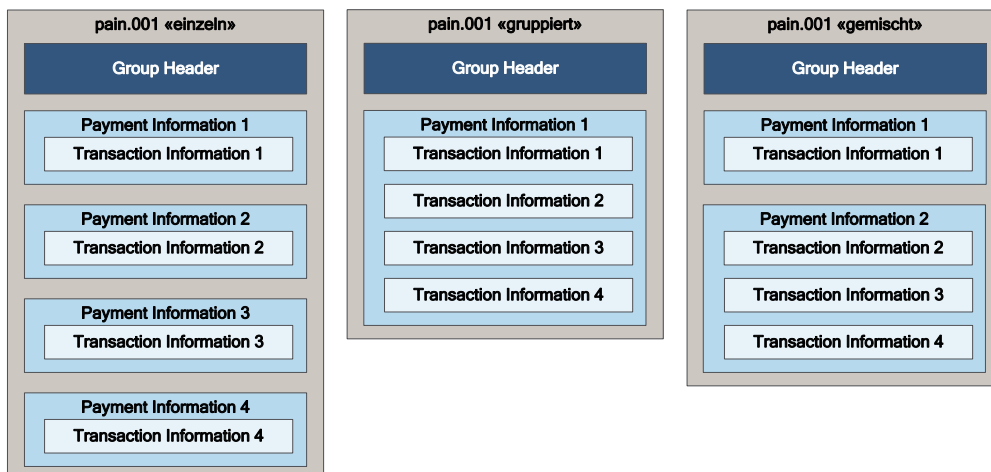 pain.001 «einzeln»
Group Header
Payment Information 1
Transaction Information 1
Payment Information 2
Transaction Information 2
Payment Information 3
Transaction Information 3
Payment Information 4
Transaction Information 4
pain.001 «gruppiert»
Group Header
Payment Information 1
Transaction Information 1
Transaction Information 2
Transaction Information 3
Transaction Information 4
pain.001 «gemischt»
Group Header
Payment Information 1
Transaction Information 1
Payment Information 2
Transaction Information 2
Transaction Information 3
Transaction Information 4